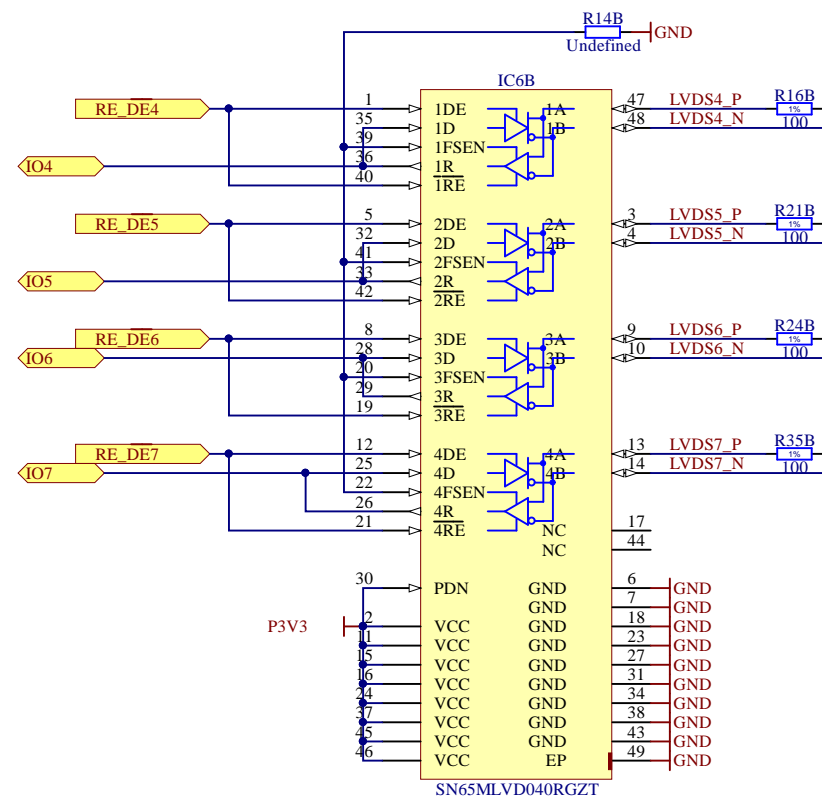 R14B
GND
Undefined
IC6B
RE_DE4
1
1DE
1A
47
LVDS4_P
R16B
1%
35
1D
1B
48
LVDS4_N
100
39
1FSEN
IO4
36
1R
40
1RE
RE_DE5
5
2DE
2A
3
LVDS5_P
R21B
1%
32
2D
2B
4
LVDS5_N
100
41
2FSEN
IO5
33
2R
42
2RE
RE_DE6
8
3DE
3A
9
LVDS6_P
R24B
1%
IO6
28
3D
3B
10
LVDS6_N
100
20
3FSEN
29
3R
19
3RE
RE_DE7
12
4DE
4A
13
LVDS7_P
R35B
1%
IO7
25
4D
4B
14
LVDS7_N
100
22
4FSEN
26
4R
21
4RE
NC
17
NC
44
30
PDN
GND
6
GND
GND
7
GND
P3V3
2
VCC
GND
18
GND
11
VCC
GND
23
GND
15
VCC
GND
27
GND
16
VCC
GND
31
GND
24
VCC
GND
34
GND
37
VCC
GND
38
GND
45
VCC
GND
43
GND
46
VCC
EP
49
GND
SN65MLVD040RGZT